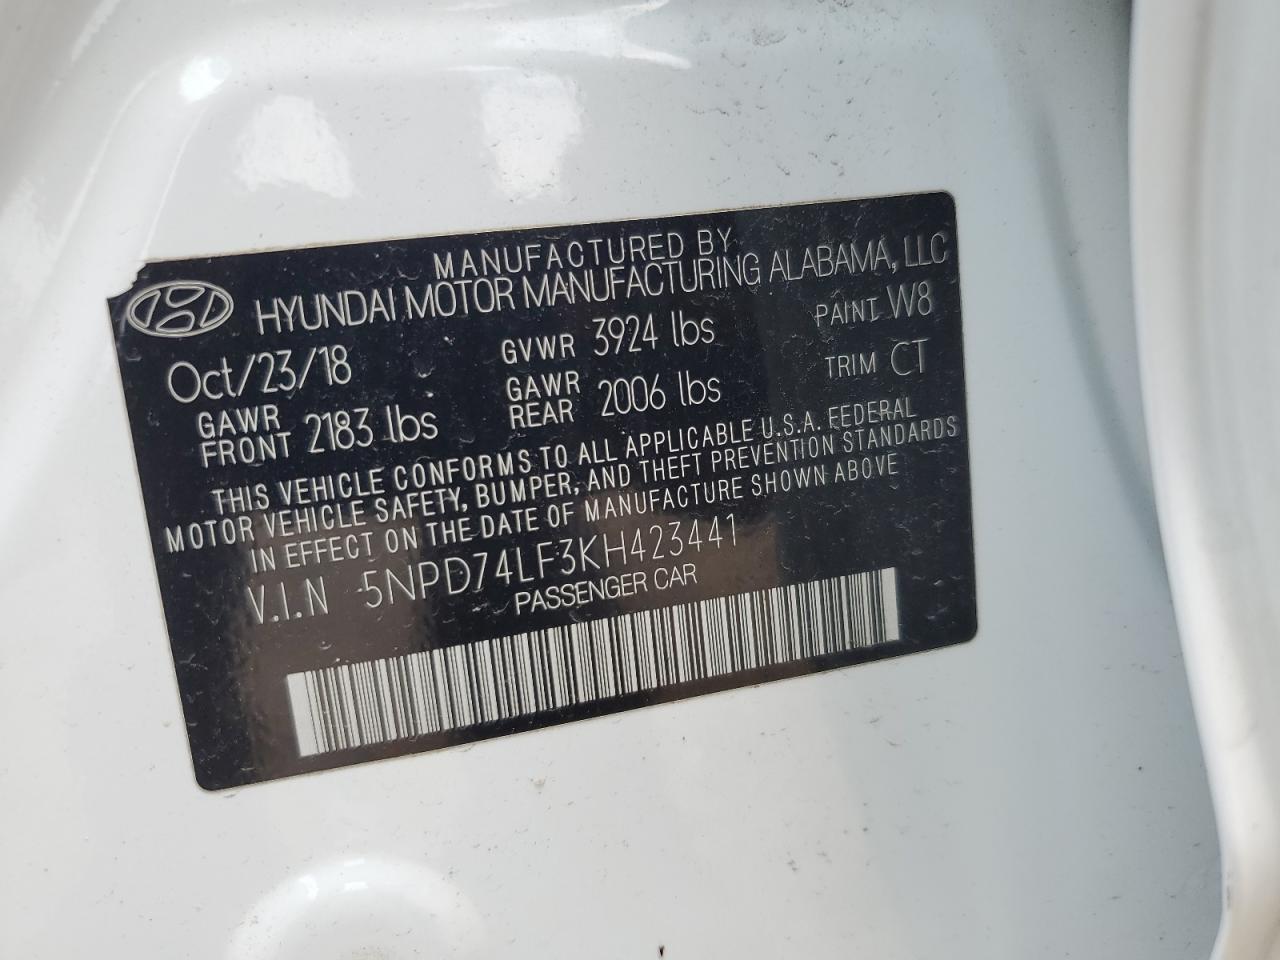 MANUFACTURED BY
HYUNDAI MOTOR MANUFACTURING ALABAMA, LLC
Oct/23/18 GVWR 3924 lbs PAINT W8
GAWR FRONT 2183 lbs GAWR REAR 2006 lbs TRIM CT
THIS VEHICLE CONFORMS TO ALL APPLICABLE U.S.A. FEDERAL
MOTOR VEHICLE SAFETY, BUMPER, AND THEFT PREVENTION STANDARDS
IN EFFECT ON THE DATE OF MANUFACTURE SHOWN ABOVE
V.I.N 5NPD74LF3KH423441
PASSENGER CAR